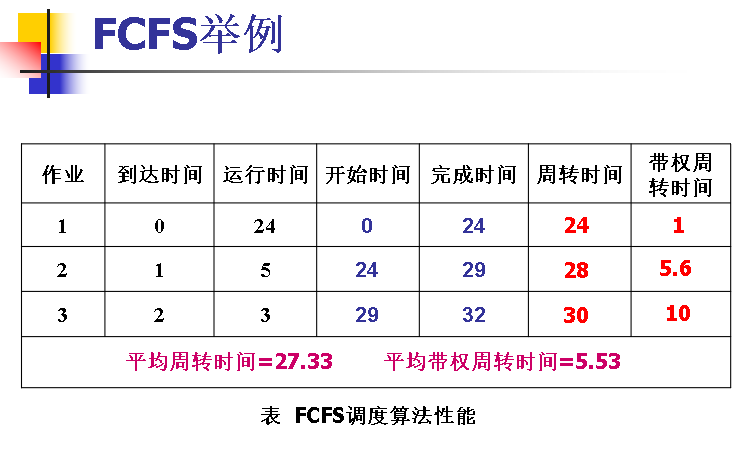 FCFS举例
作业 到达时间 运行时间 开始时间 完成时间 周转时间 带权周转时间
1 0 24 0 24 24 1
2 1 5 24 29 28 5.6
3 2 3 29 32 30 10
平均周转时间=27.33 平均带权周转时间=5.53
表 FCFS调度算法性能